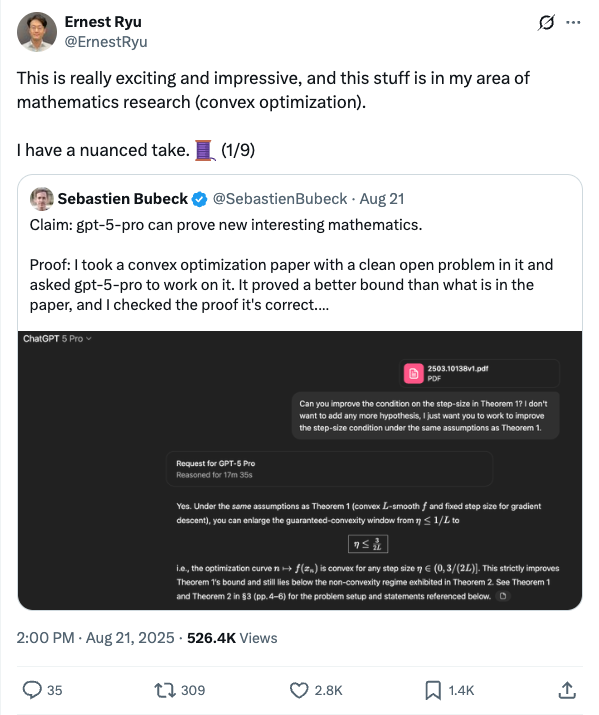 Ernest Ryu
@ErnestRyu
This is really exciting and impressive, and this stuff is in my area of
mathematics research (convex optimization).
I have a nuanced take. 🧵 (1/9)
Sebastien Bubeck @SebastienBubeck · Aug 21
Claim: gpt-5-pro can prove new interesting mathematics.
Proof: I took a convex optimization paper with a clean open problem in it and
asked gpt-5-pro to work on it. It proved a better bound than what is in the
paper, and I checked the proof it's correct....
ChatGPT 5 Pro
2503.10138v1.pdf
PDF
Can you improve the condition on the step-size in Theorem 1? I don't
want to add any more hypothesis, I just want you to work to improve
the step-size condition under the same assumptions as Theorem 1.
Request for GPT-5 Pro
Reasoned for 17m 35s
Yes. Under the same assumptions as Theorem 1 (convex L-smooth f and fixed step size for gradient
descent), you can enlarge the guaranteed-convexity window from η ≤ 1/L to
η ≤ 3/2L
i.e., the optimization curve n ↦ f(xₙ) is convex for any step size η ∈ (0, 3/(2L)]. This strictly improves
Theorem 1's bound and still lies below the non-convexity regime exhibited in Theorem 2. See Theorem 1
and Theorem 2 in §3 (pp. 4–6) for the problem setup and statements referenced below.
2:00 PM · Aug 21, 2025 · 526.4K Views
35 309 2.8K 1.4K